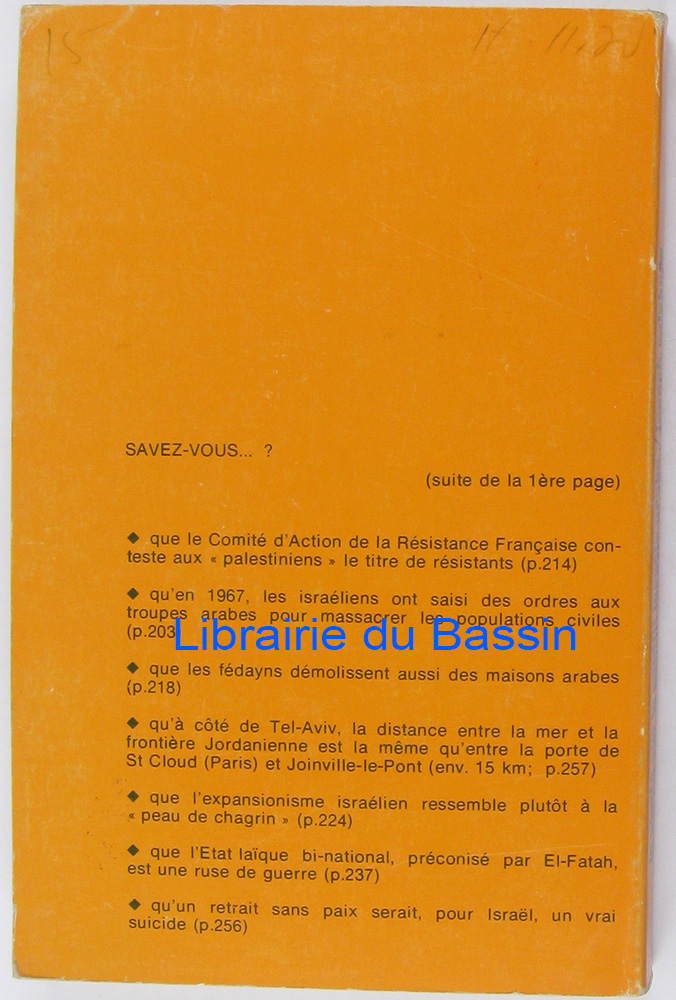 15
SAVEZ-VOUS... ?
(suite de la 1ère page)
◆ que le Comité d'Action de la Résistance Française con-
teste aux « palestiniens » le titre de résistants (p.214)
◆ qu'en 1967, les israéliens ont saisi des ordres aux
troupes arabes pour massacrer les populations civiles
(p.203)
Librairie du Bassin
◆ que les fédayns démolissent aussi des maisons arabes
(p.218)
◆ qu'à côté de Tel-Aviv, la distance entre la mer et la
frontière Jordanienne est la même qu'entre la porte de
St Cloud (Paris) et Joinville-le-Pont (env. 15 km; p.257)
◆ que l'expansionisme israélien ressemble plutôt à la
« peau de chagrin » (p.224)
◆ que l'Etat laïque bi-national, préconisé par El-Fatah,
est une ruse de guerre (p.237)
◆ qu'un retrait sans paix serait, pour Israël, un vrai
suicide (p.256)